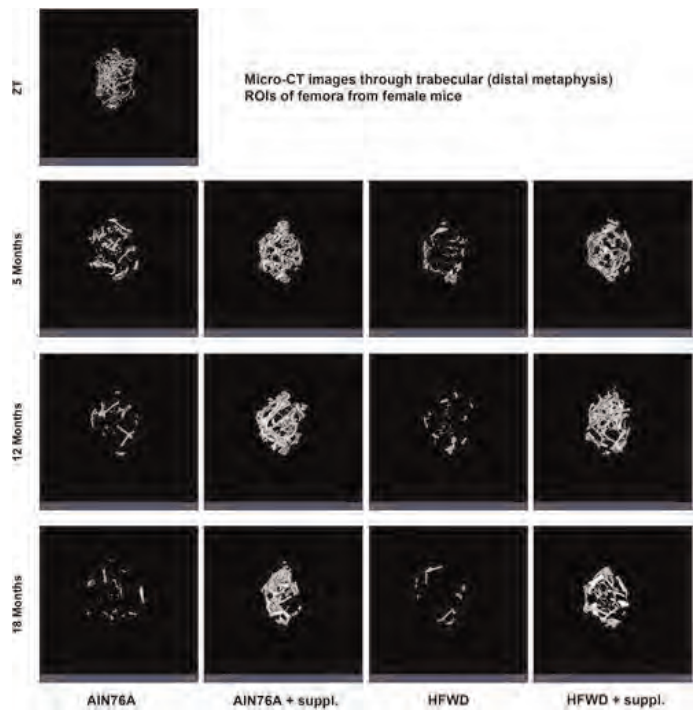 ZT
Micro-CT images through trabecular (distal metaphysis)
ROIs of femora from female mice
5 Months
12 Months
18 Months
AIN76A
AIN76A + suppl.
HFWD
HFWD + suppl.